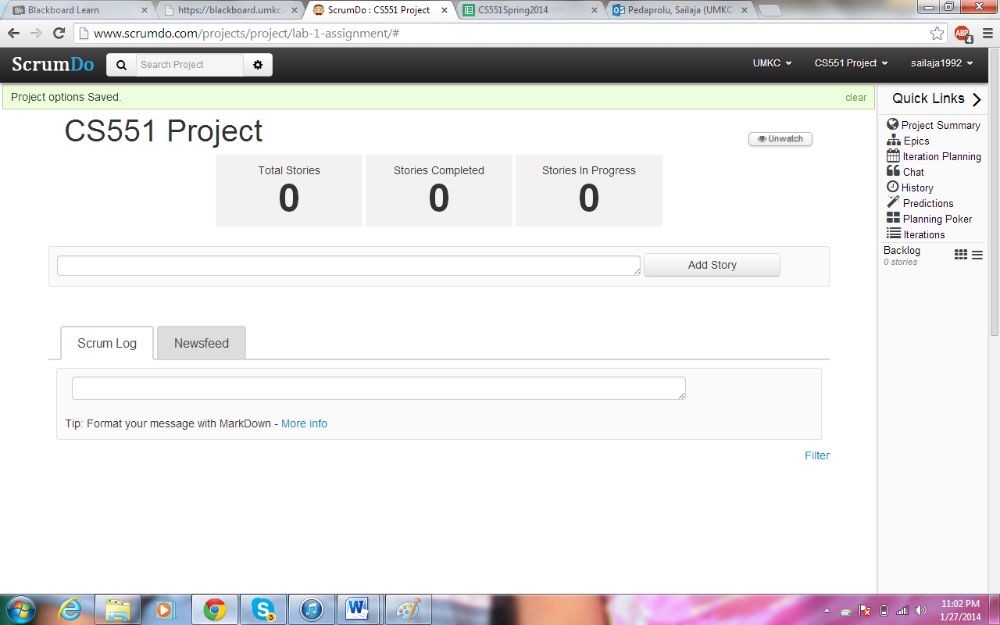 Blackboard Learn
https://blackboard.umkc.
ScrumDo : CS551 Project
CS551Spring2014
Pedaprolu, Sailaja (UMKC-
www.scrumdo.com/projects/project/lab-1-assignment/#
ABP
4
ScrumDo
Search Project
UMKC
CS551 Project
sailaja1992
Project options Saved.
clear
Quick Links
CS551 Project
Unwatch
Total Stories
0
Stories Completed
0
Stories In Progress
0
Add Story
Project Summary
Epics
Iteration Planning
Chat
History
Predictions
Planning Poker
Iterations
Backlog
0 stories
Scrum Log
Newsfeed
Tip: Format your message with MarkDown - More info
Filter
3
11:02 PM
1/27/2014